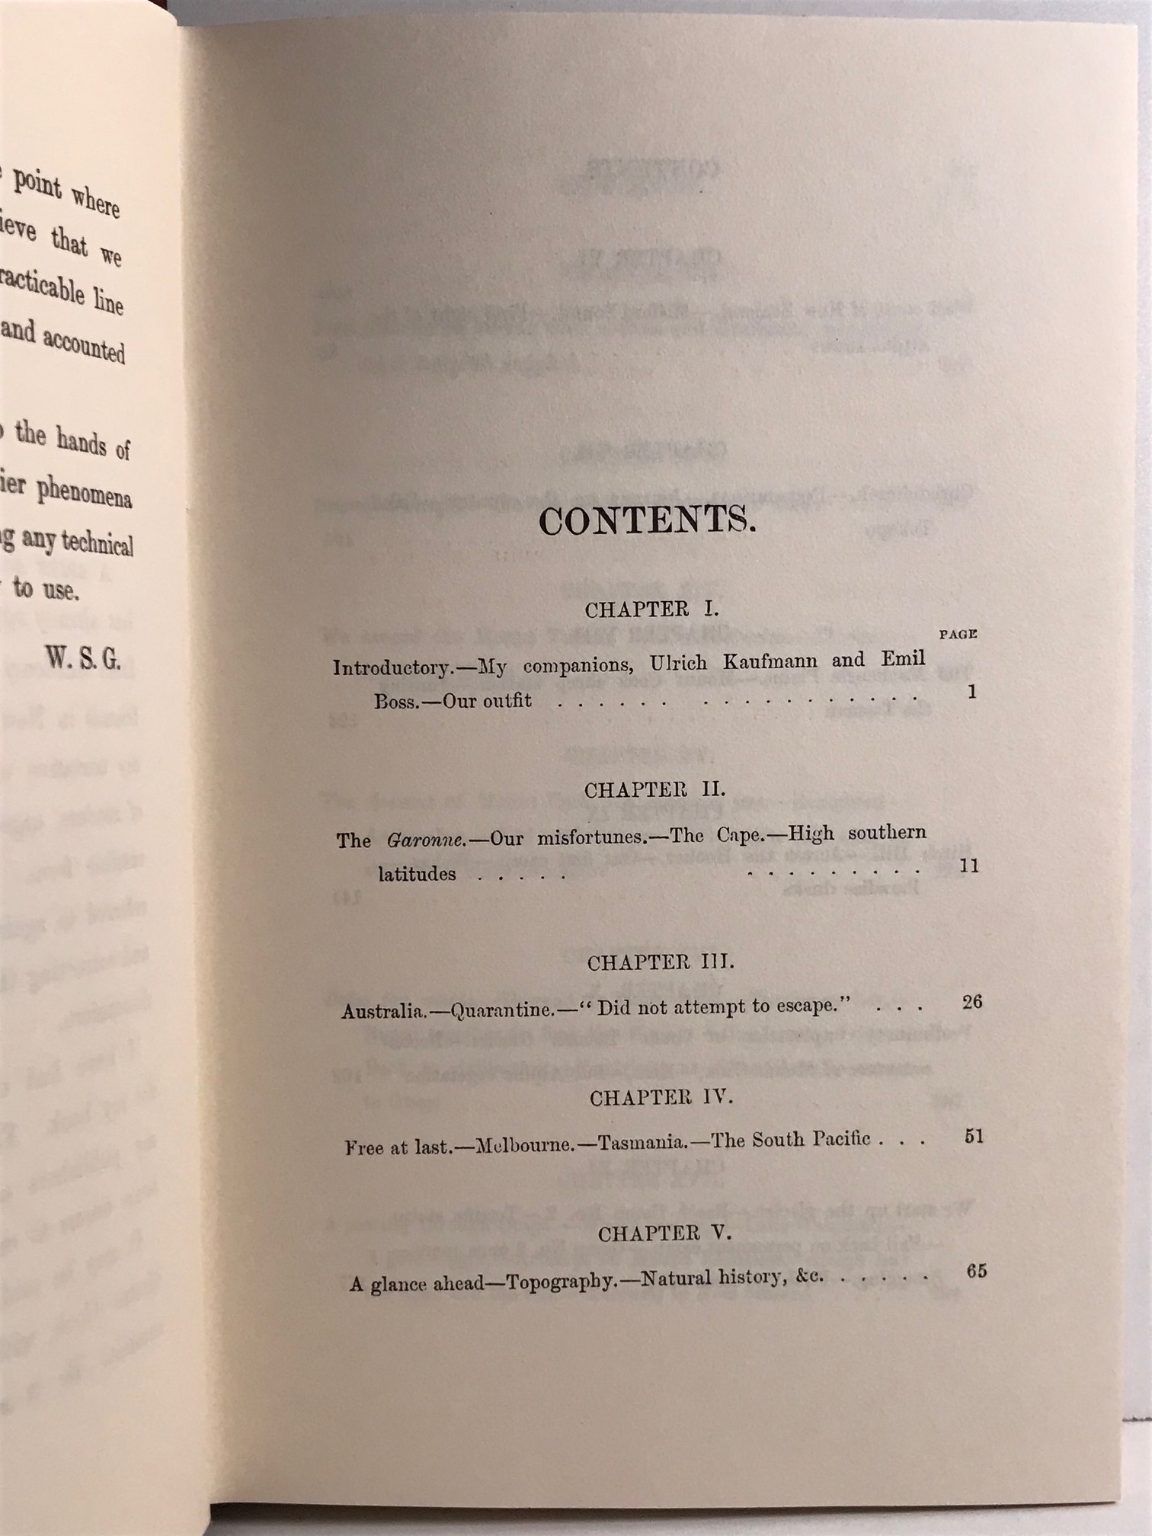 point where
ieve that we
racticable line
and accounted
the hands of
ier phenomena
g any technical
to use.
W. S. G.
CONTENTS.
CHAPTER I.
PAGE
Introductory.—My companions, Ulrich Kaufmann and Emil
Boss.—Our outfit . . . . . . . . . . . . . . . . 1
CHAPTER II.
The Garonne.—Our misfortunes.—The Cape.—High southern
latitudes . . . . . . . . . . . . . . 11
CHAPTER III.
Australia.—Quarantine.—“ Did not attempt to escape.” . . . 26
CHAPTER IV.
Free at last.—Melbourne.—Tasmania.—The South Pacific . . . 51
CHAPTER V.
A glance ahead—Topography.—Natural history, &c. . . . . . 65